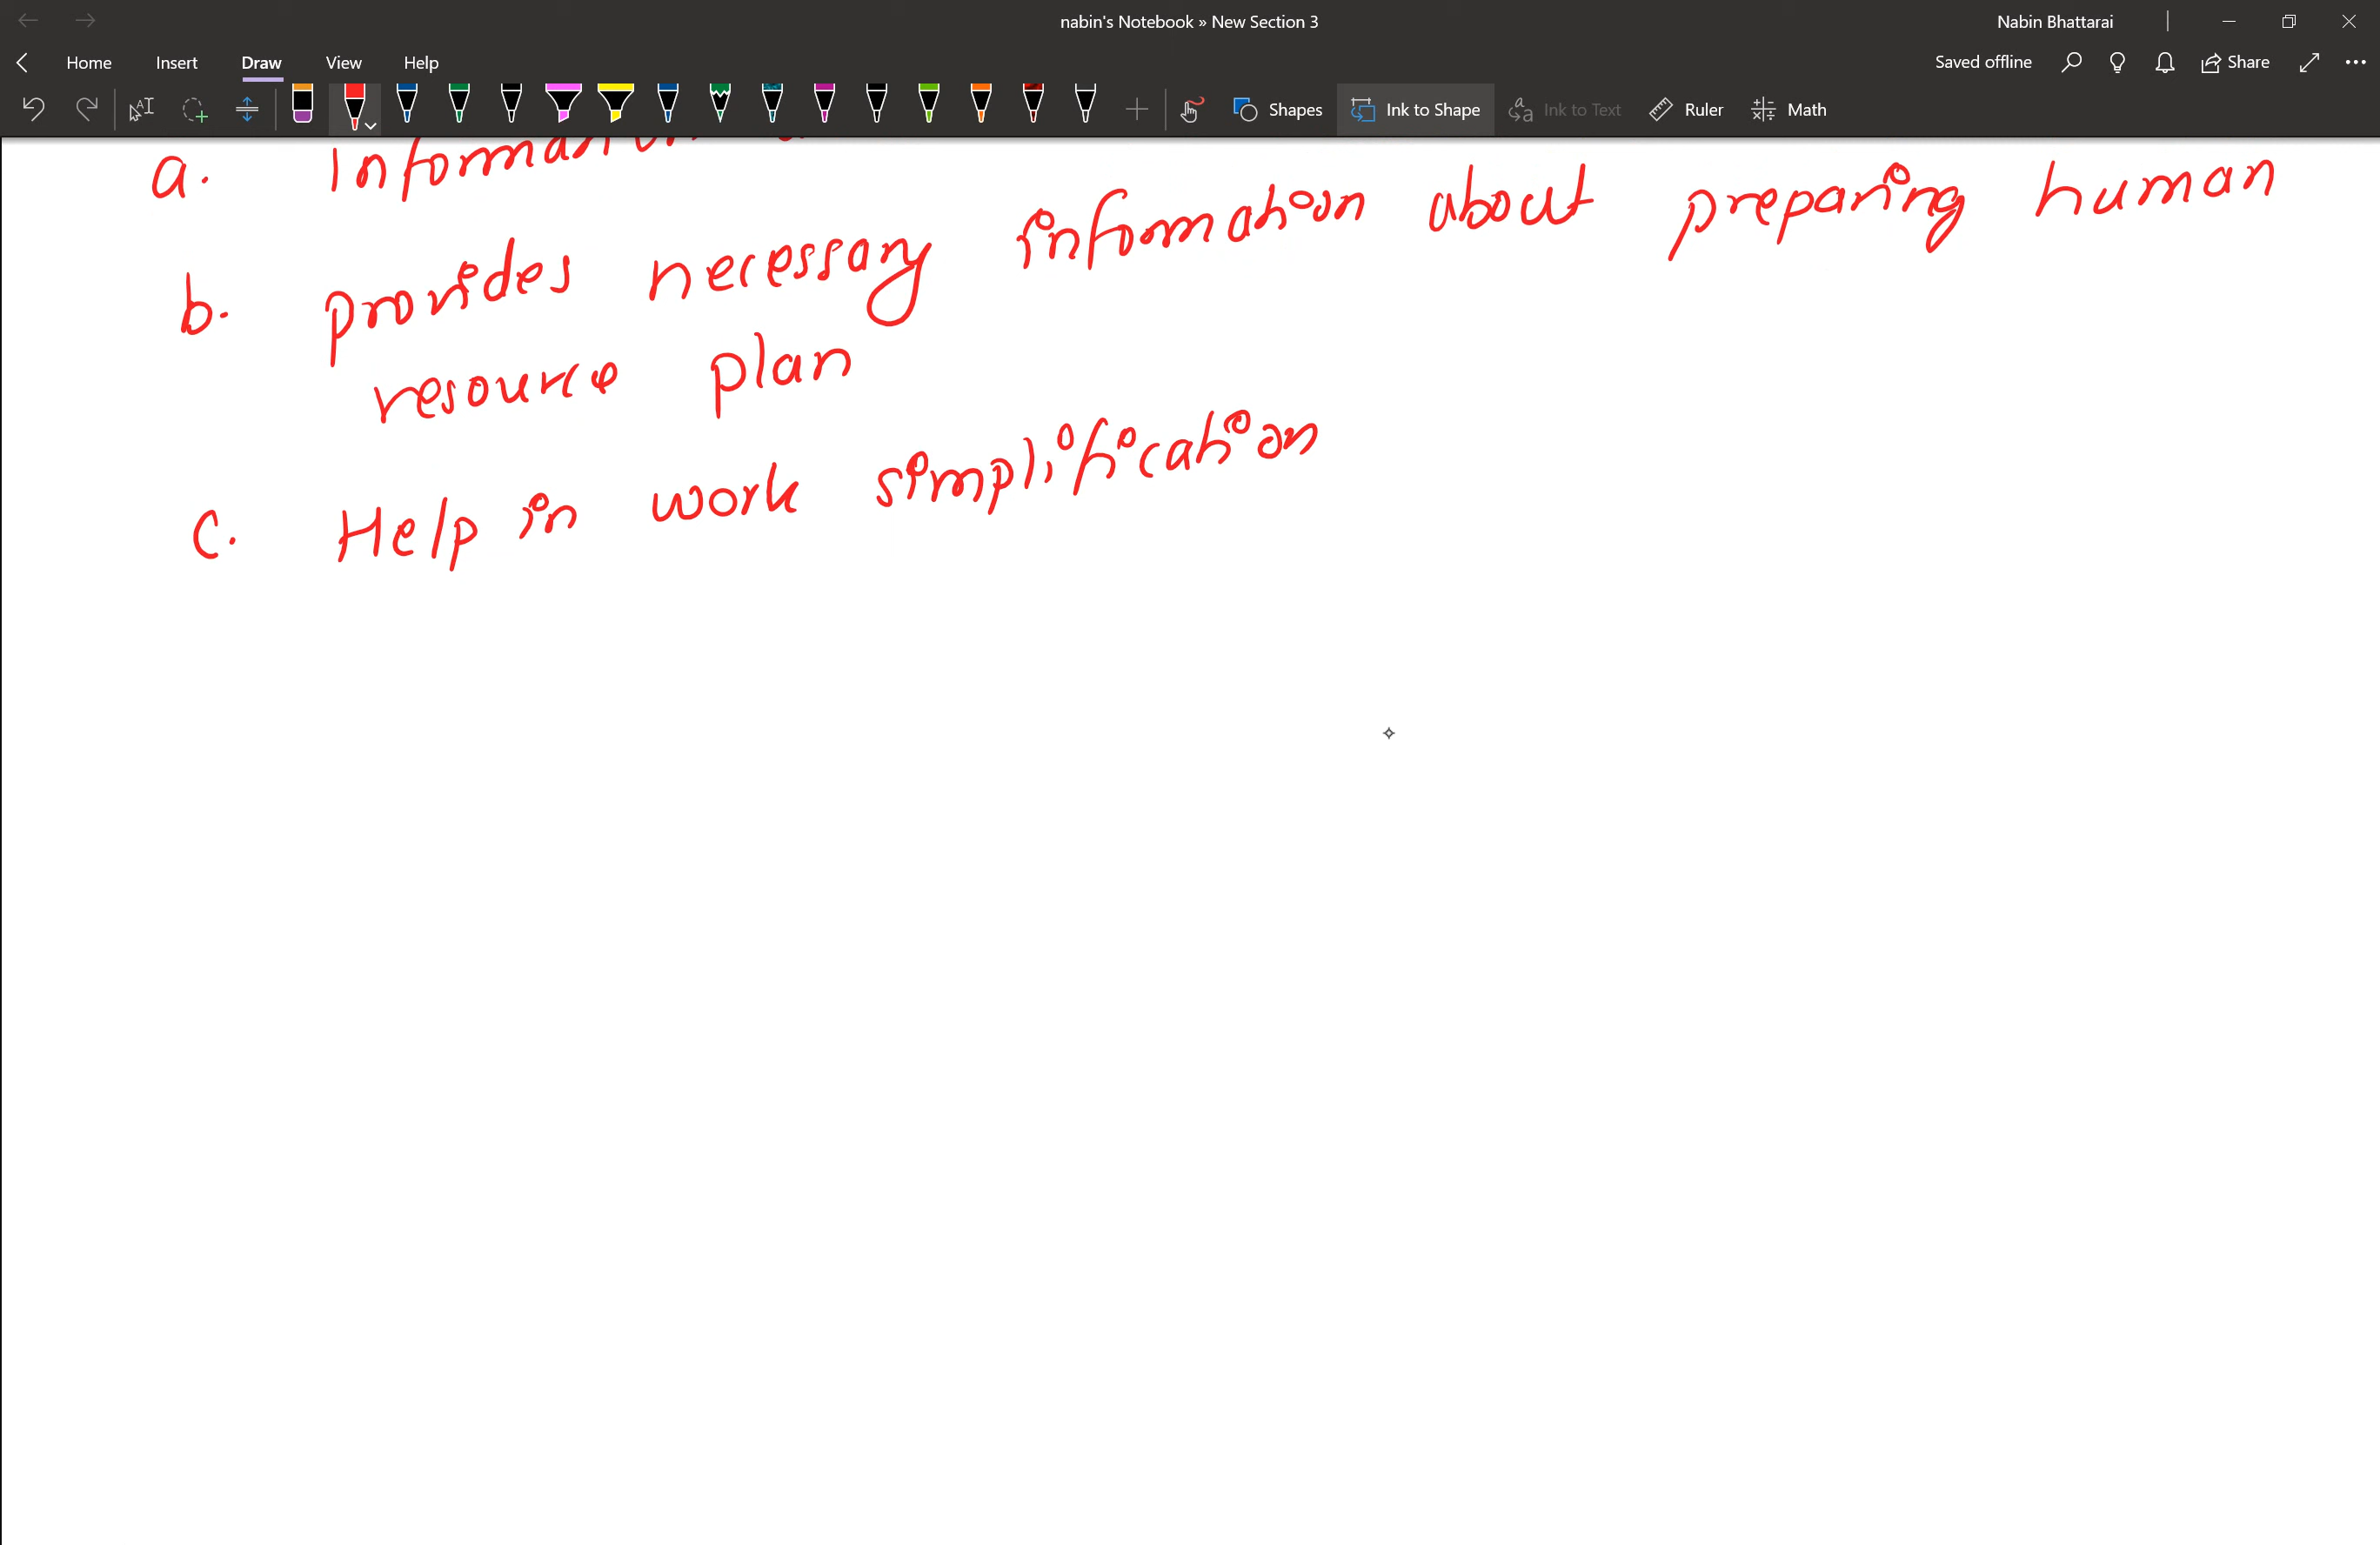 nabin's Notebook » New Section 3
Nabin Bhattarai
Home Insert Draw View Help
Saved offline
Share
Shapes
Ink to Shape
Ink to Text
Ruler
Math
a. Information
b. provides necessary information about preparing human
resource plan
c. Help in work simplification